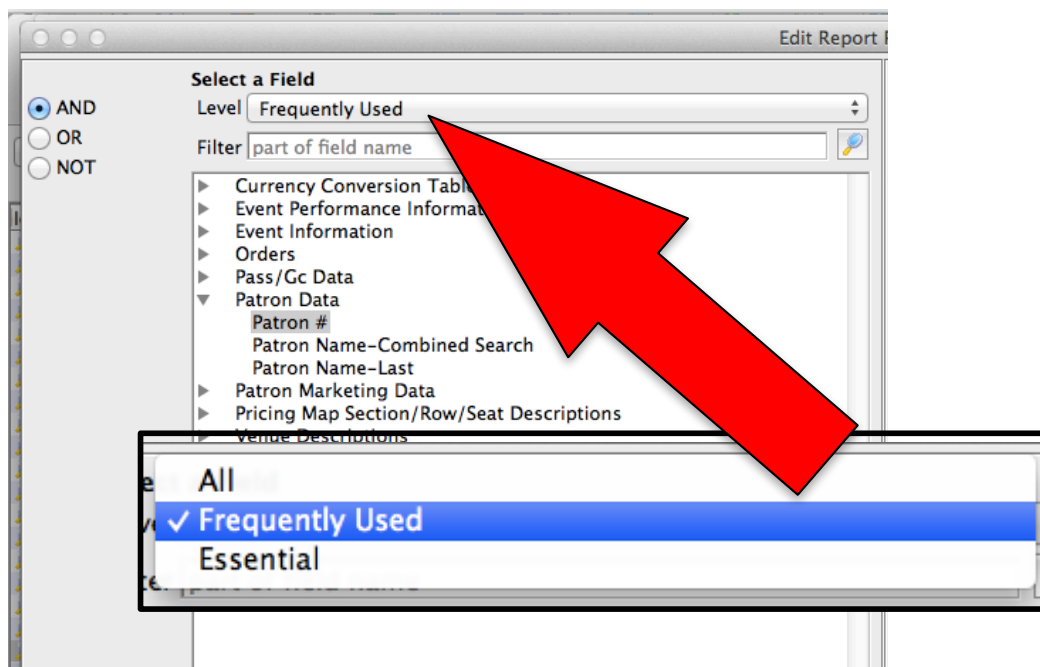 Edit Report
Select a Field
AND
Level Frequently Used
OR
Filter part of field name
NOT
Currency Conversion
Event Performance
Event Information
Orders
Pass/Gc Data
Patron Data
Patron #
Patron Name-Combined Search
Patron Name-Last
Patron Marketing Data
Pricing Map Section/Row/Seat Descriptions
Venue Descriptions
All
✓ Frequently Used
Essential